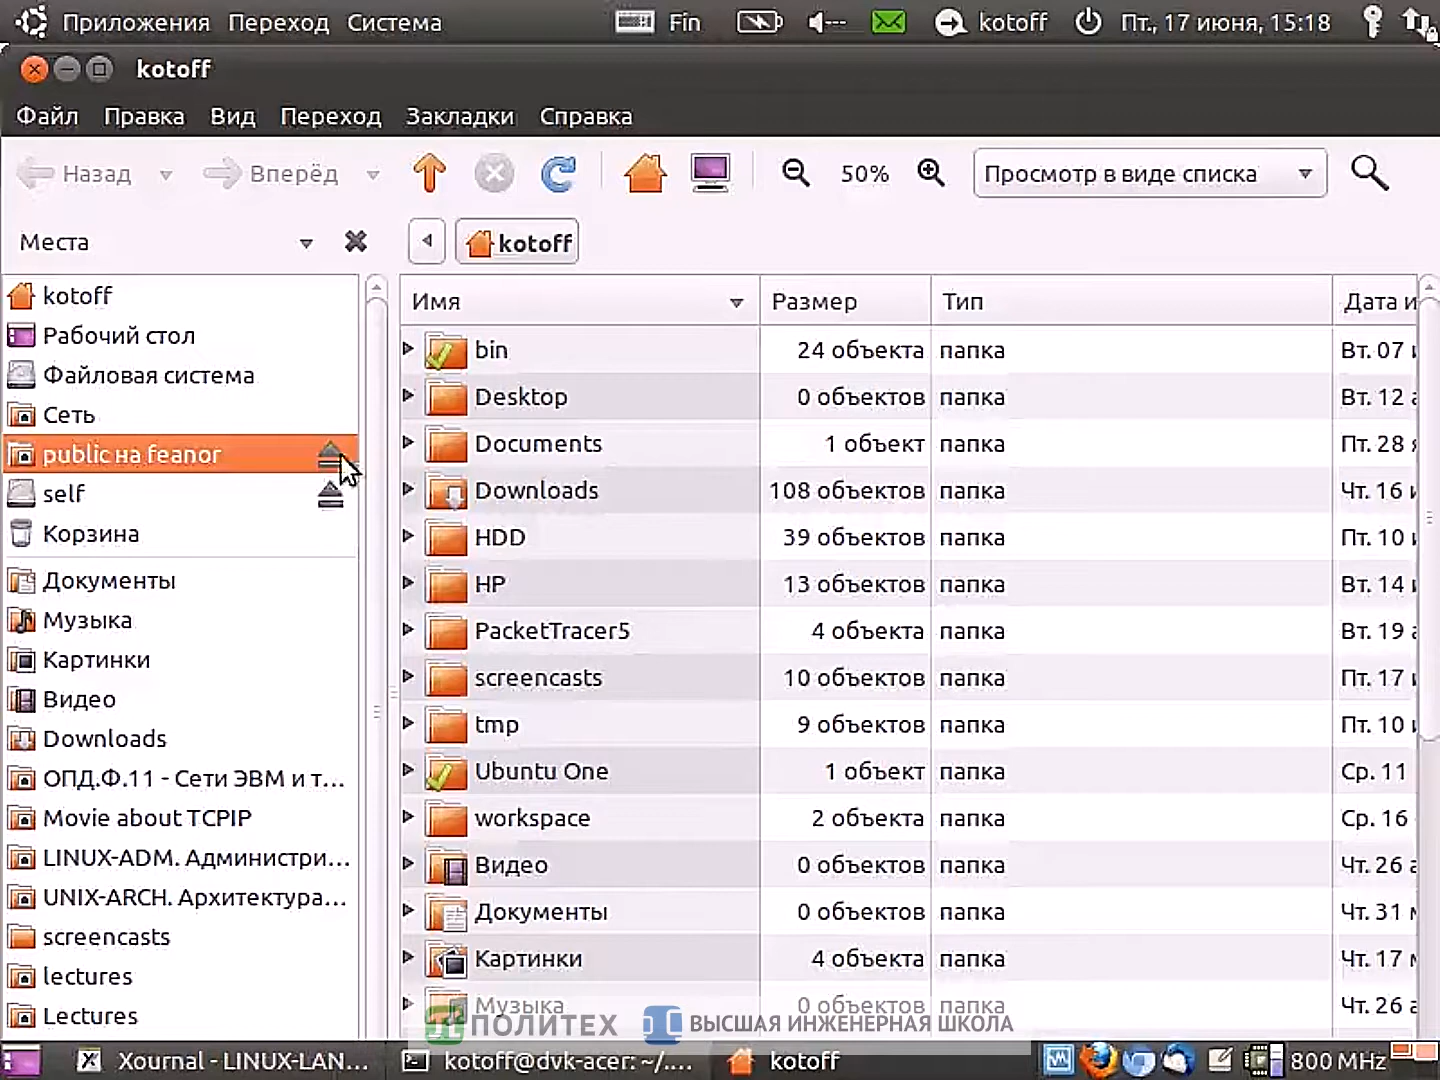 Приложения Переход Система Fin kotoff Пт., 17 июня, 15:18
kotoff
Файл Правка Вид Переход Закладки Справка
Назад Вперёд 50% Просмотр в виде списка
Места kotoff
kotoff
Рабочий стол
Файловая система
Сеть
public на feanor
self
Корзина
Документы
Музыка
Картинки
Видео
Downloads
ОПД.Ф.11 - Сети ЭВМ и т...
Movie about TCPIP
LINUX-ADM. Администри...
UNIX-ARCH. Архитектура...
screencasts
lectures
Lectures
Имя Размер Тип Дата и
bin 24 объекта папка Вт. 07
Desktop 0 объектов папка Вт. 12
Documents 1 объект папка Пт. 28
Downloads 108 объектов папка Чт. 16
HDD 39 объектов папка Пт. 10
HP 13 объектов папка Вт. 14
PacketTracer5 4 объекта папка Вт. 19
screencasts 10 объектов папка Пт. 17
tmp 9 объектов папка Пт. 10
Ubuntu One 1 объект папка Ср. 11
workspace 2 объекта папка Ср. 16
Видео 0 объектов папка Чт. 26
Документы 0 объектов папка Чт. 31
Картинки 4 объекта папка Чт. 17
Музыка 0 объектов папка Чт. 26
ПОЛИТЕХ ВЫСШАЯ ИНЖЕНЕРНАЯ ШКОЛА
Xournal - LINUX-LAN... kotoff@dvk-acer: ~/.... kotoff 800 MHz